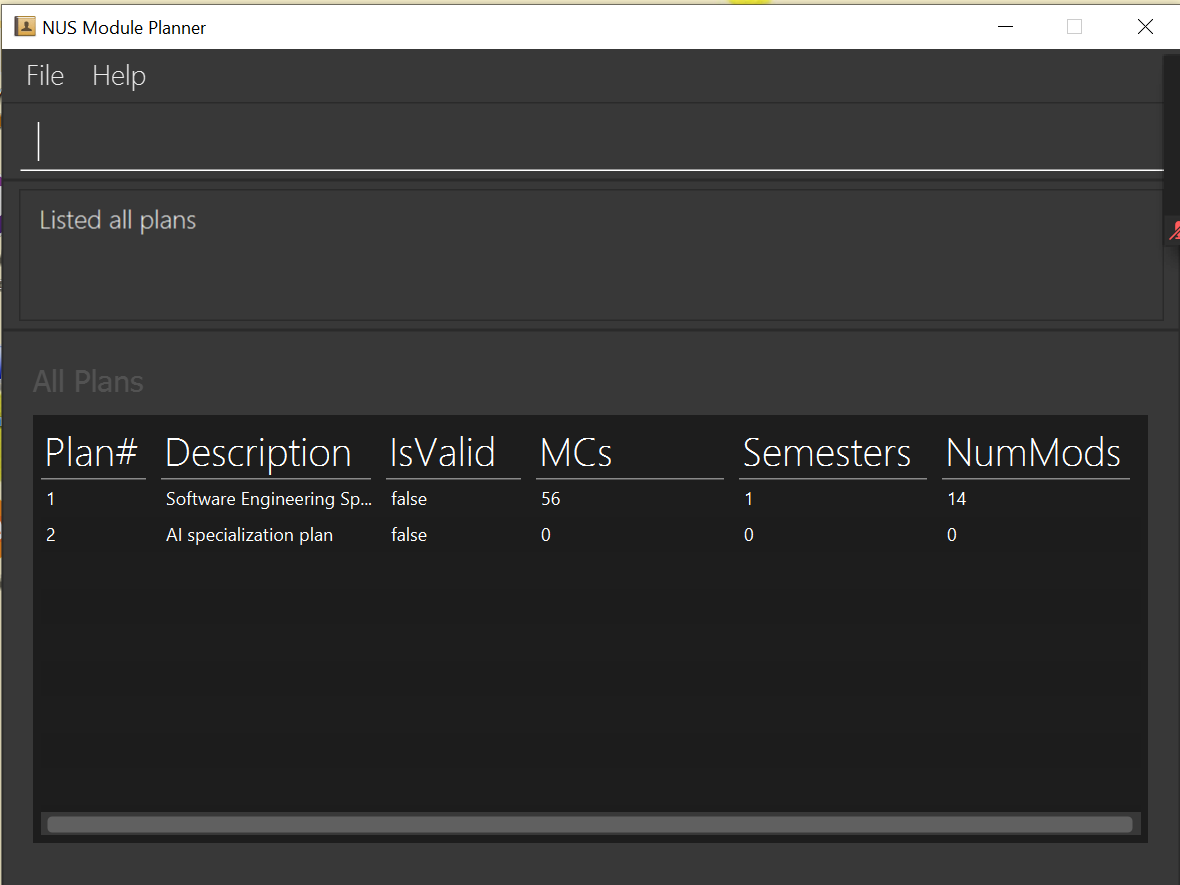 NUS Module Planner
File Help
Listed all plans
All Plans
Plan# Description IsValid MCs Semesters NumMods
1 Software Engineering Sp... false 56 1 14
2 AI specialization plan false 0 0 0